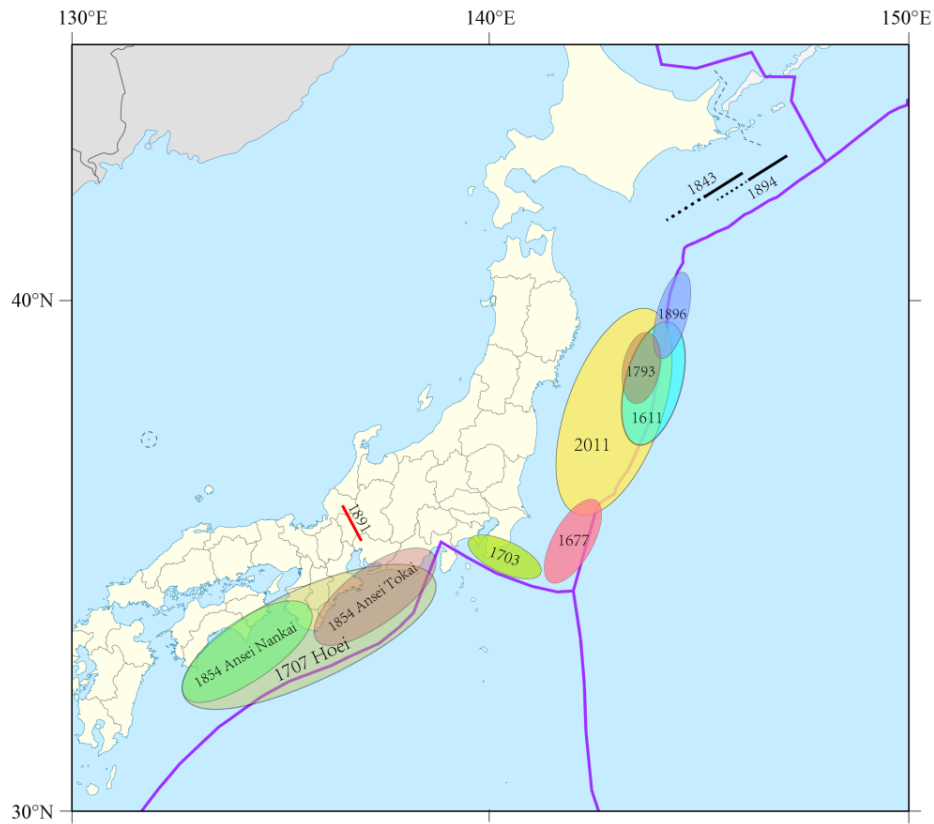 130°E
140°E
150°E
1843
1894
40°N
1896
1793
1611
2011
1891
1677
1703
1854 Ansei Tokai
1854 Ansei Nankai
1707 Hoei
30°N